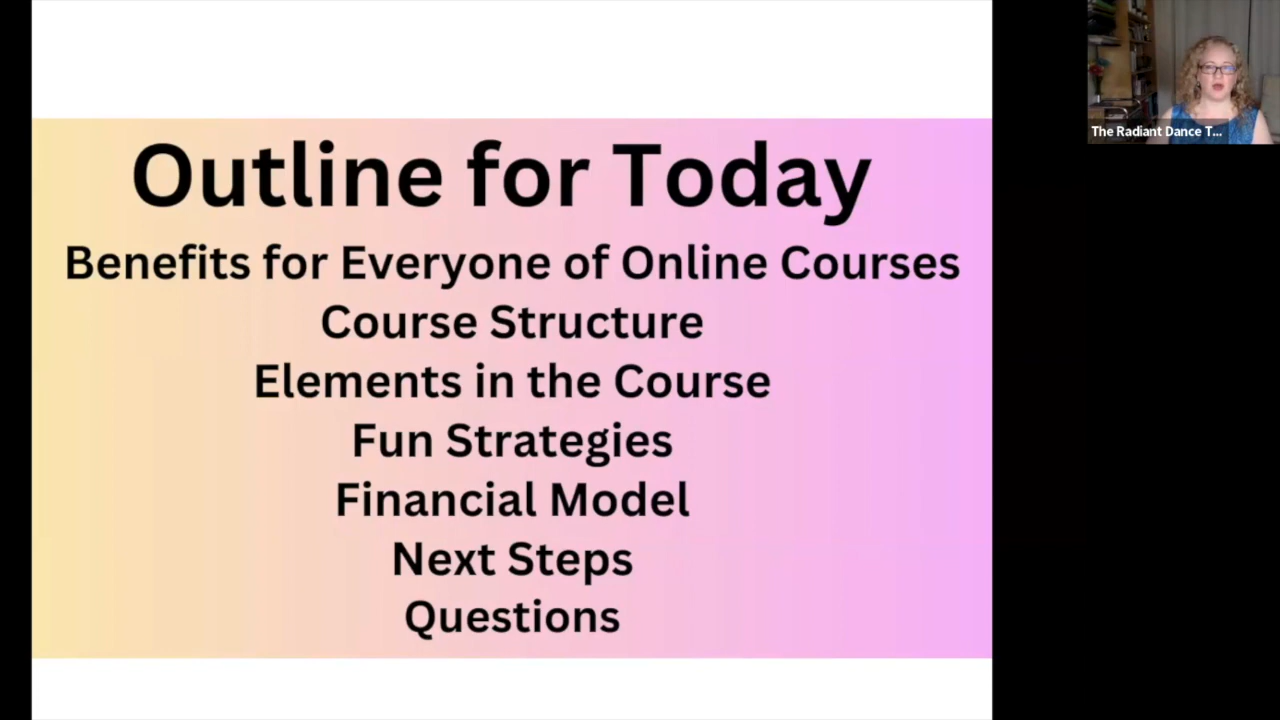 Outline for Today
Benefits for Everyone of Online Courses
Course Structure
Elements in the Course
Fun Strategies
Financial Model
Next Steps
Questions
The Radiant Dance T...